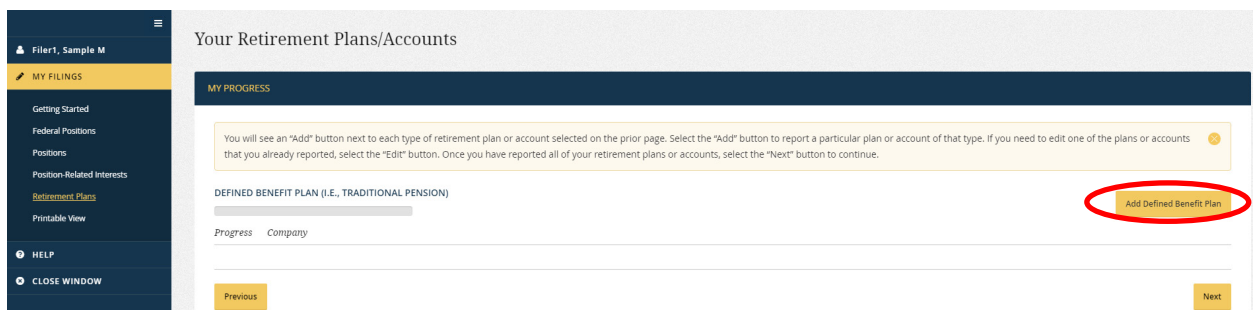 Filer1, Sample M
MY FILINGS
Getting Started
Federal Positions
Positions
Position-Related Interests
Retirement Plans
Printable View
HELP
CLOSE WINDOW
Your Retirement Plans/Accounts
MY PROGRESS
You will see an "Add" button next to each type of retirement plan or account selected on the prior page. Select the "Add" button to report a particular plan or account of that type. If you need to edit one of the plans or accounts
that you already reported, select the "Edit" button. Once you have reported all of your retirement plans or accounts, select the "Next" button to continue.
DEFINED BENEFIT PLAN (I.E., TRADITIONAL PENSION)
Add Defined Benefit Plan
Progress Company
Previous
Next